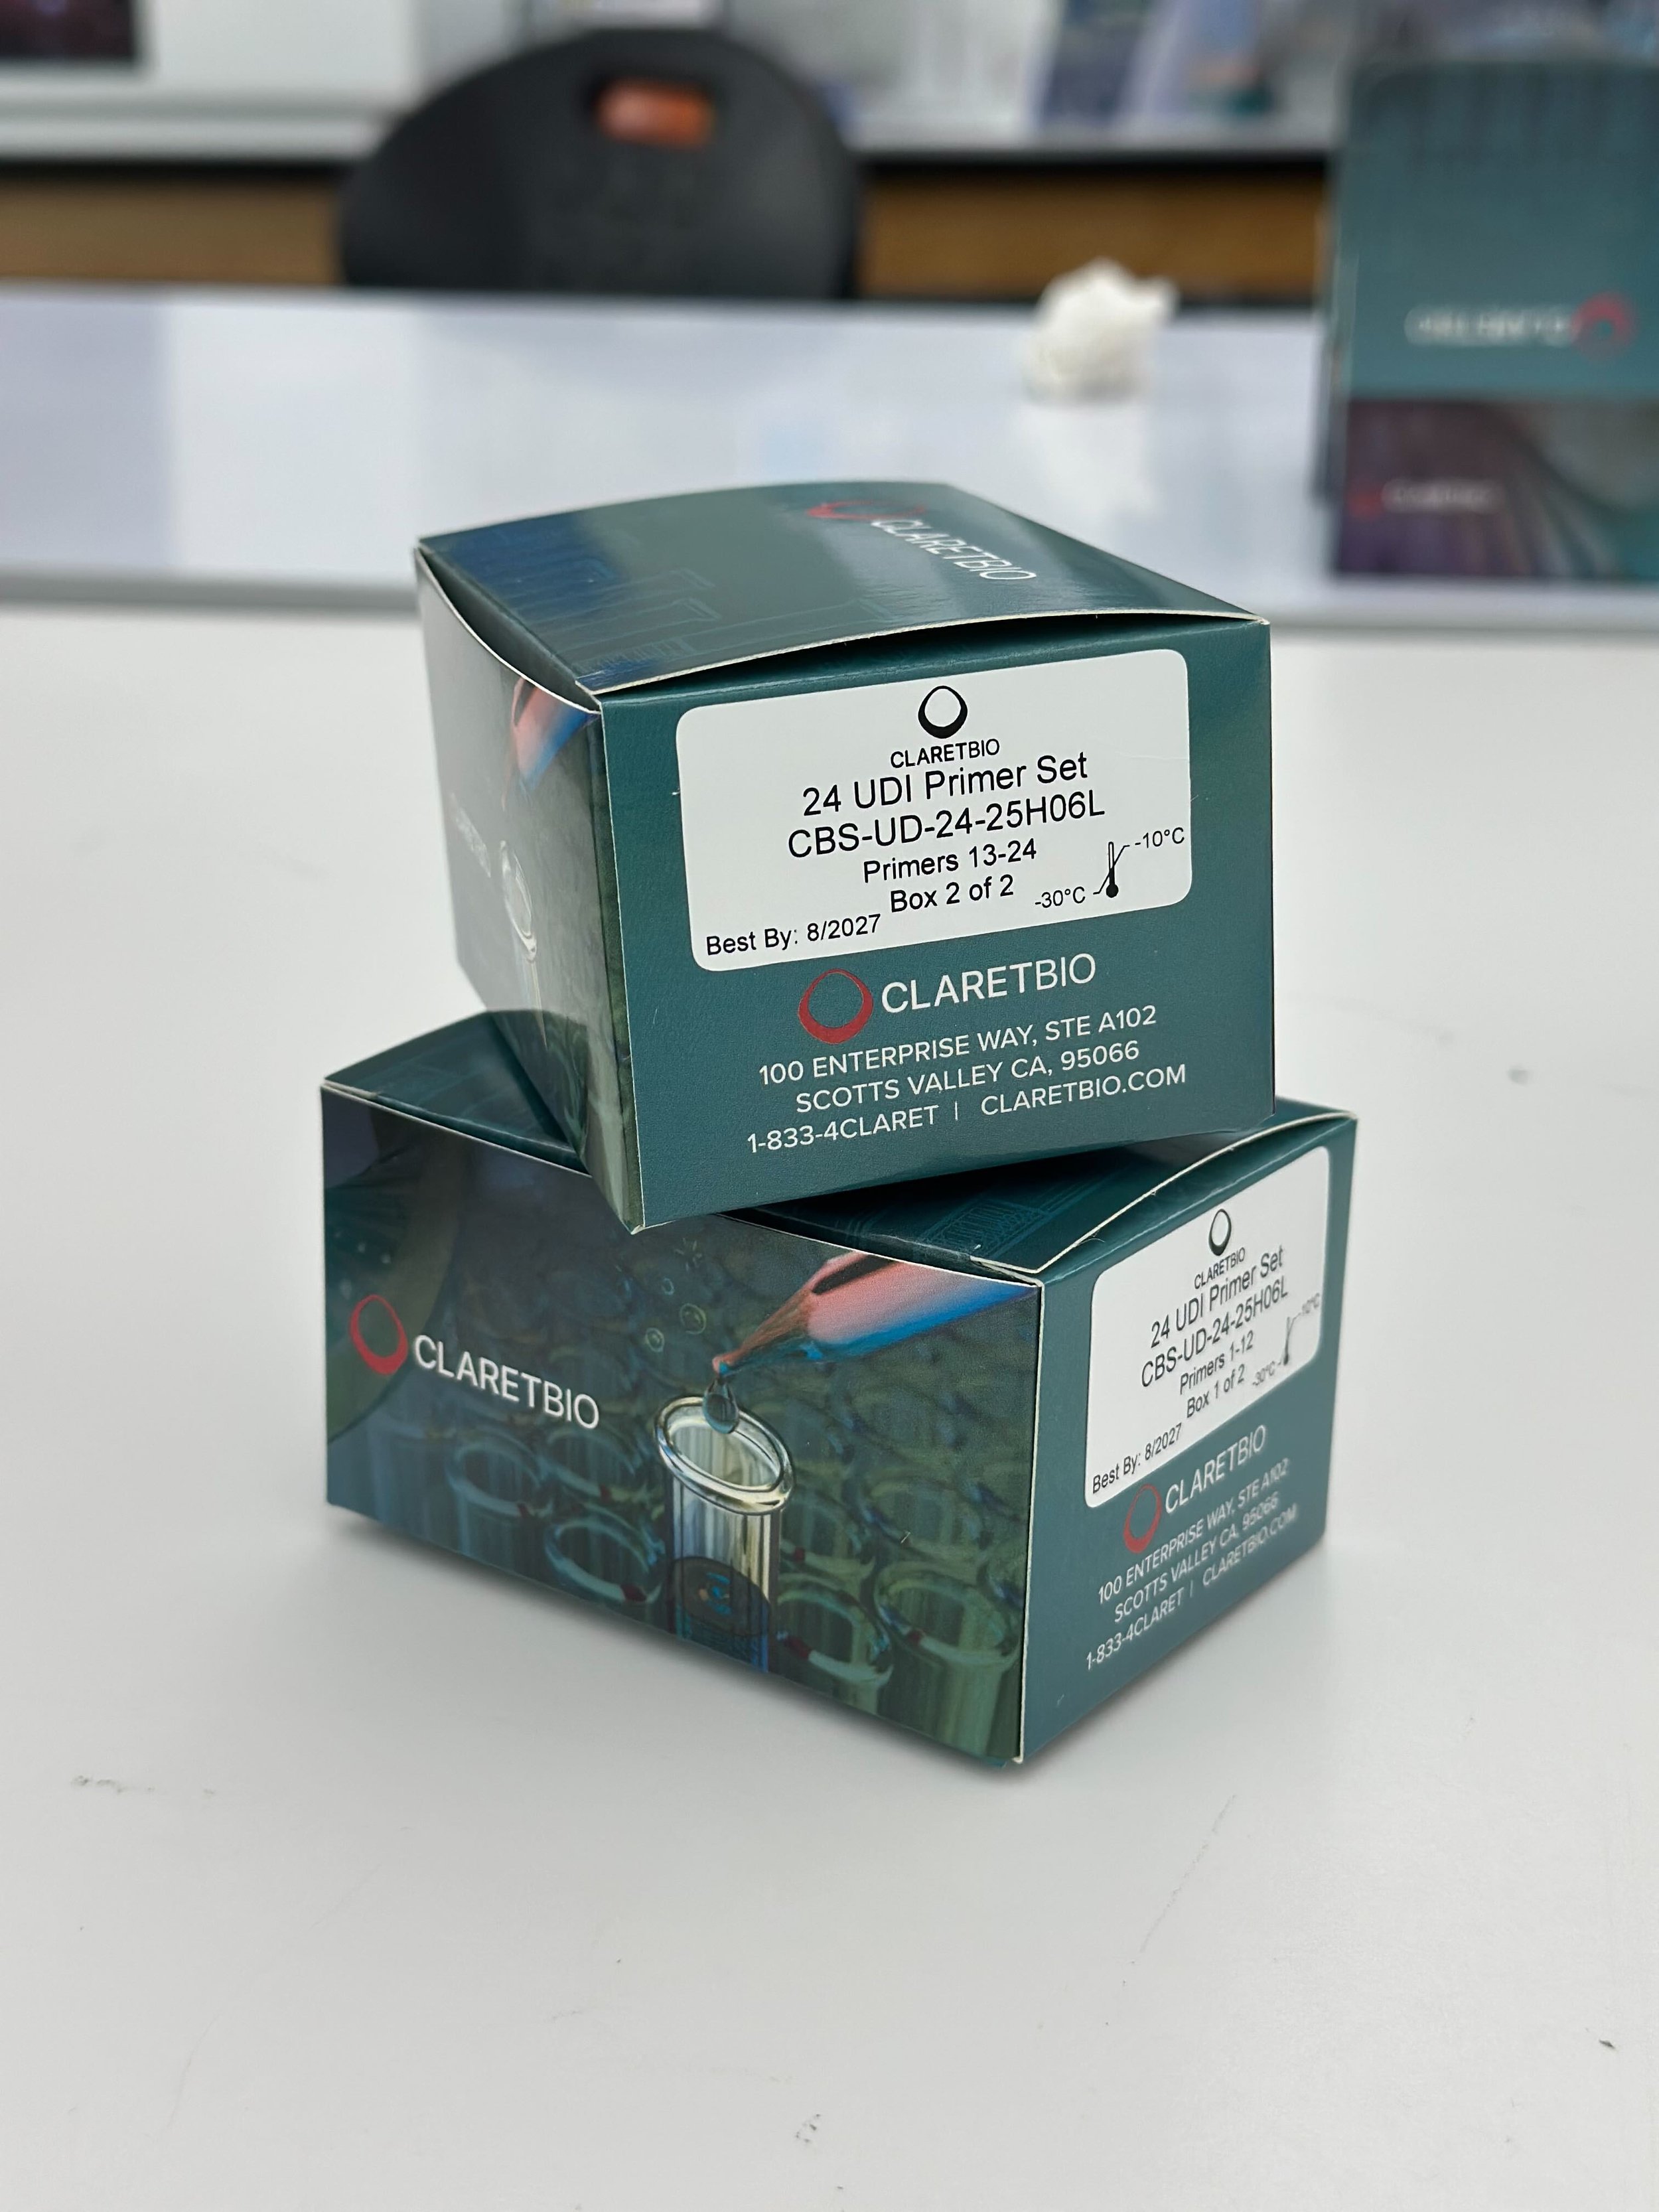 CLARETBIO
CLARETBIO
24 UDI Primer Set
CBS-UD-24-25H06L
Primers 13-24
Box 2 of 2
-10°C
-30°C
Best By: 8/2027
CLARETBIO
100 ENTERPRISE WAY, STE A102
SCOTTS VALLEY CA, 95066
1-833-4CLARET | CLARETBIO.COM
CLARETBIO
CLARETBIO
24 UDI Primer Set
CBS-UD-24-25H06L
Primers 1-12
Box 1 of 2
-10°C
-30°C
Best By: 8/2027
CLARETBIO
100 ENTERPRISE WAY, STE A102
SCOTTS VALLEY CA, 95066
1-833-4CLARET | CLARETBIO.COM